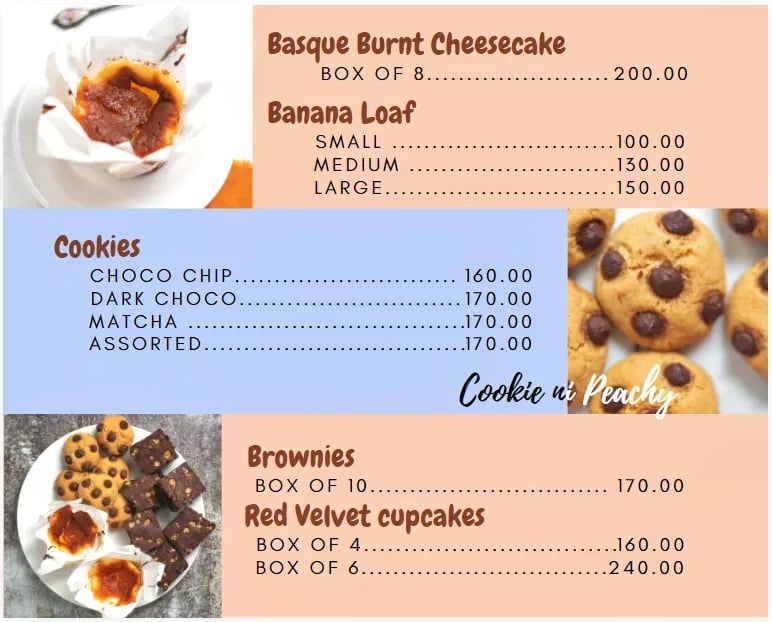 Basque Burnt Cheesecake
BOX OF 8....................... 200.00
Banana Loaf
SMALL .........................100.00
MEDIUM ..........................130.00
LARGE.............................150.00
Cookies
CHOCO CHIP............................ 160.00
DARK CHOCO............................170.00
MATCHA ...................................170.00
ASSORTED.................................170.00
Cookie ni Peachy
Brownies
BOX OF 10.............................. 170.00
Red Velvet cupcakes
BOX OF 4................................160.00
BOX OF 6...............................240.00